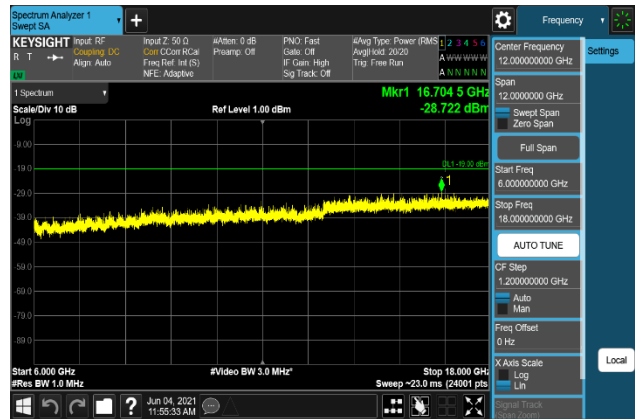 Spectrum Analyzer 1
Swept SA
Frequency
KEYSIGHT
R T
LW
Input: RF
Coupling: DC
Align: Auto
Input Z: 50 Ω
Corr CCorr RCal
Freq Ref: Int (S)
NFE: Adaptive
#Atten: 0 dB
Preamp: Off
PNO: Fast
Gate: Off
IF Gain: High
Sig Track: Off
#Avg Type: Power (RMS
Avg|Hold: 20/20
Trig: Free Run
1 2 3 4 5 6
A W W W W W
A N N N N N
1 Spectrum
Scale/Div 10 dB
Log
Ref Level 1.00 dBm
Mkr1 16.704 5 GHz
-28.722 dBm
DL1 -19.00 dBm
1
-9.00
-19.0
-29.0
-39.0
-49.0
-59.0
-69.0
-79.0
-89.0
Start 6.000 GHz
#Res BW 1.0 MHz
#Video BW 3.0 MHz*
Stop 18.000 GHz
Sweep ~23.0 ms (24001 pts
Jun 04, 2021
11:55:33 AM
Center Frequency
12.000000000 GHz
Span
12.0000000 GHz
Swept Span
Zero Span
Full Span
Start Freq
6.000000000 GHz
Stop Freq
18.000000000 GHz
AUTO TUNE
CF Step
1.200000000 GHz
Auto
Man
Freq Offset
0 Hz
X Axis Scale
Log
Lin
Signal Track
(Span Zoom)
Settings
Local